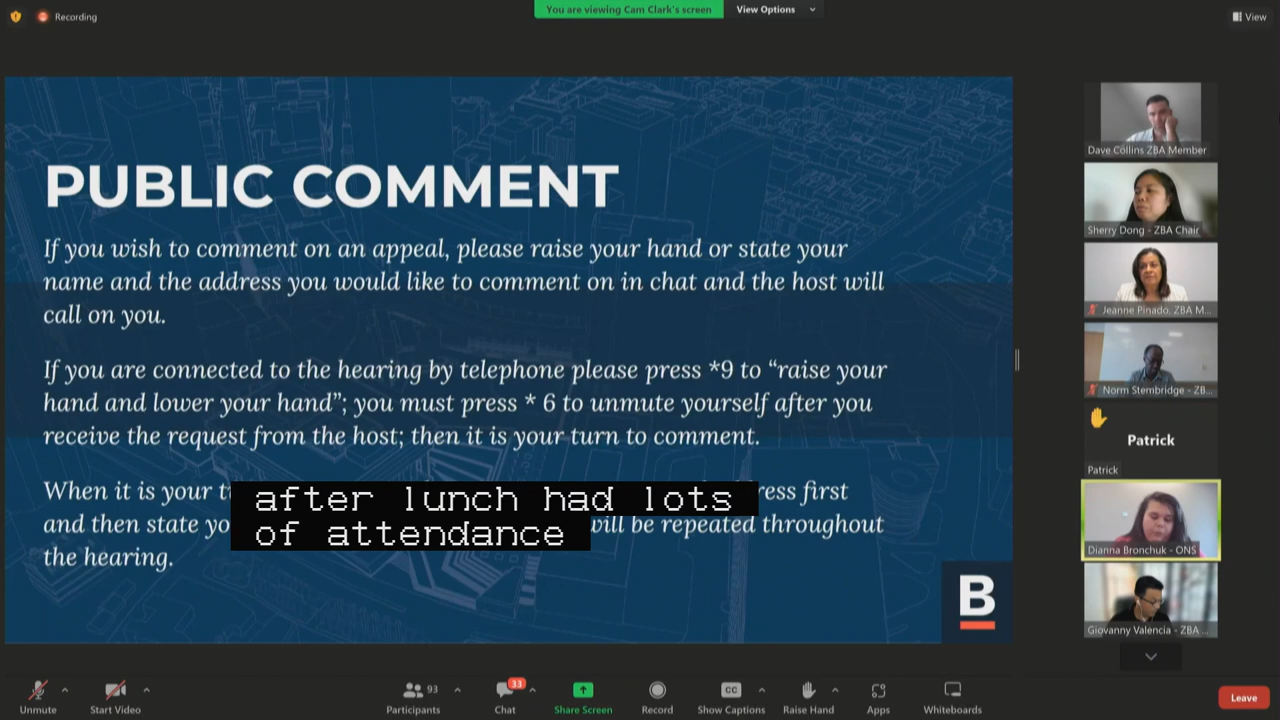 Recording
You are viewing Cam Clark's screen
View Options
View
PUBLIC COMMENT
If you wish to comment on an appeal, please raise your hand or state your
name and the address you would like to comment on in chat and the host will
call on you.
If you are connected to the hearing by telephone please press *9 to “raise your
hand and lower your hand”; you must press * 6 to unmute yourself after you
receive the request from the host; then it is your turn to comment.
When it is your
and then state
will be repeated throughout
first
the hearing.
after lunch had lots
of attendance
B
Dave Collins ZBA Member
Sherry Dong - ZBA Chair
Jeanne Pinado, ZBA M...
Norm Stembridge - ZB...
Patrick
Patrick
Dianna Bronchuk - ONS
Giovanny Valencia - ZBA ...
Unmute
Start Video
93
Participants
33
Chat
Share Screen
Record
CC
Show Captions
Raise Hand
Apps
Whiteboards
Leave